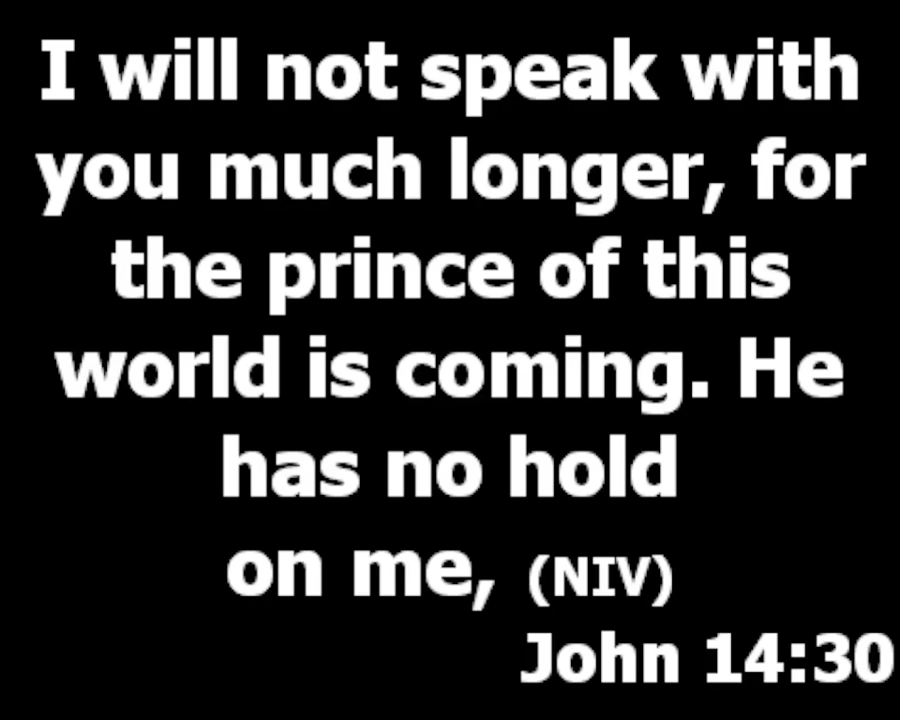 I will not speak with
you much longer, for
the prince of this
world is coming. He
has no hold
on me, (NIV)
John 14:30